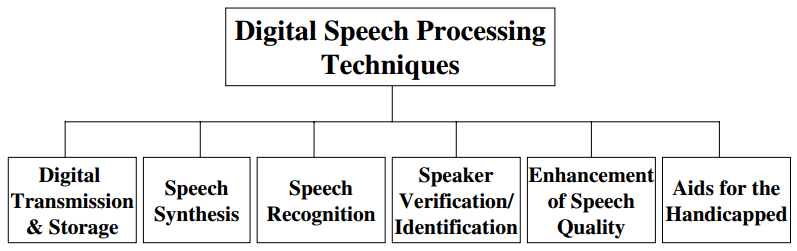 Digital Speech Processing
Techniques
Digital
Transmission
& Storage
Speech
Synthesis
Speech
Recognition
Speaker
Verification/
Identification
Enhancement
of Speech
Quality
Aids for the
Handicapped